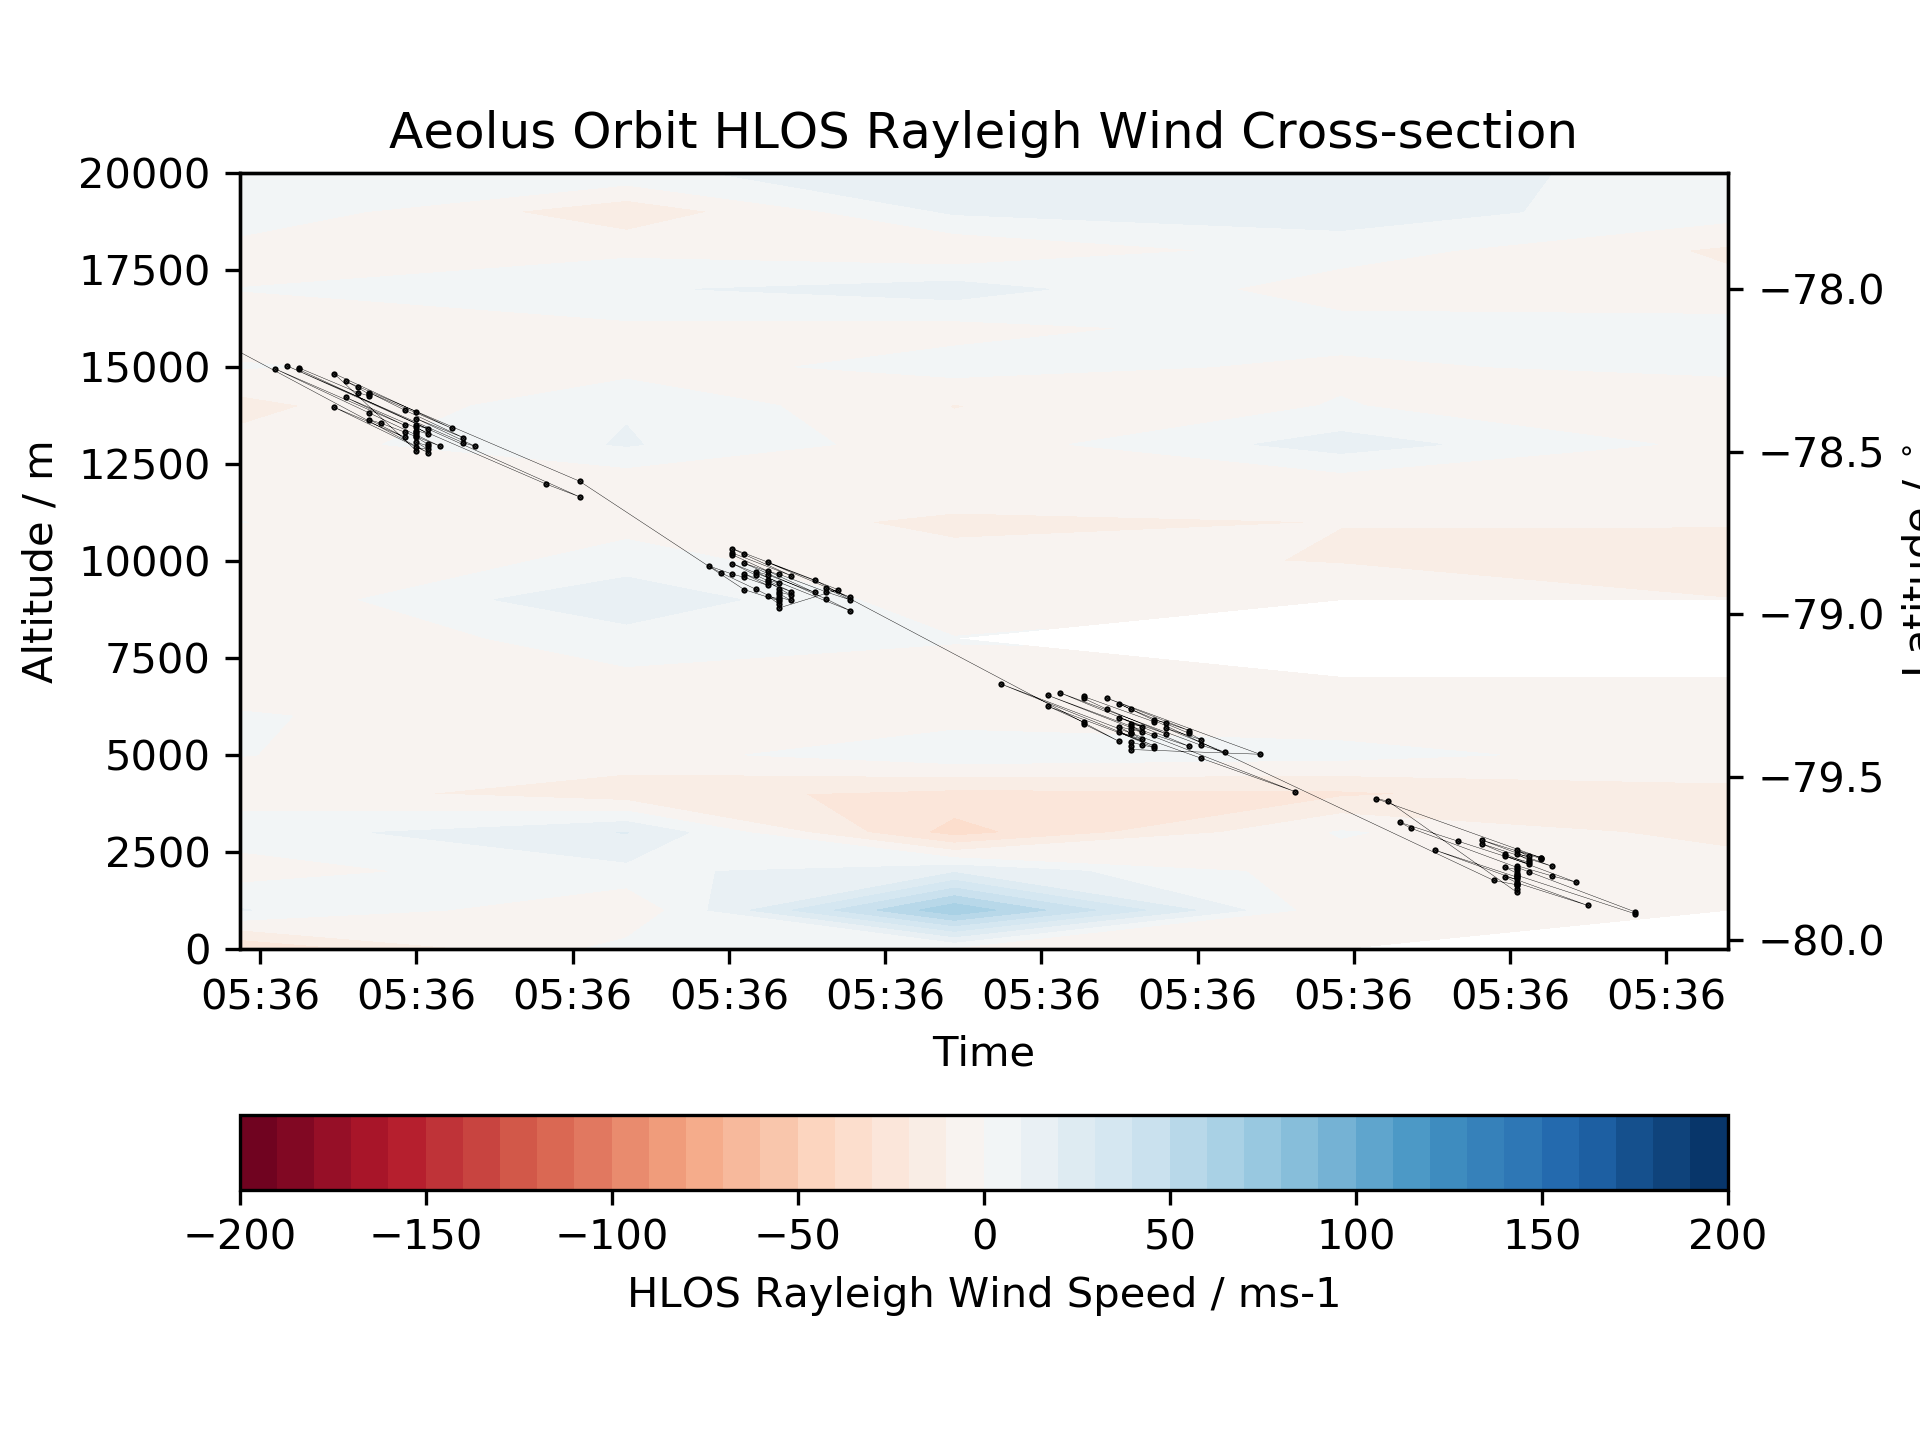 Aeolus Orbit HLOS Rayleigh Wind Cross-section
20000
17500
15000
12500
10000
7500
5000
2500
0
Altitude / m
−78.0
−78.5
−79.0
−79.5
−80.0
Latitude / °
05:36 05:36 05:36 05:36 05:36 05:36 05:36 05:36 05:36 05:36
Time
−200 −150 −100 −50 0 50 100 150 200
HLOS Rayleigh Wind Speed / ms-1